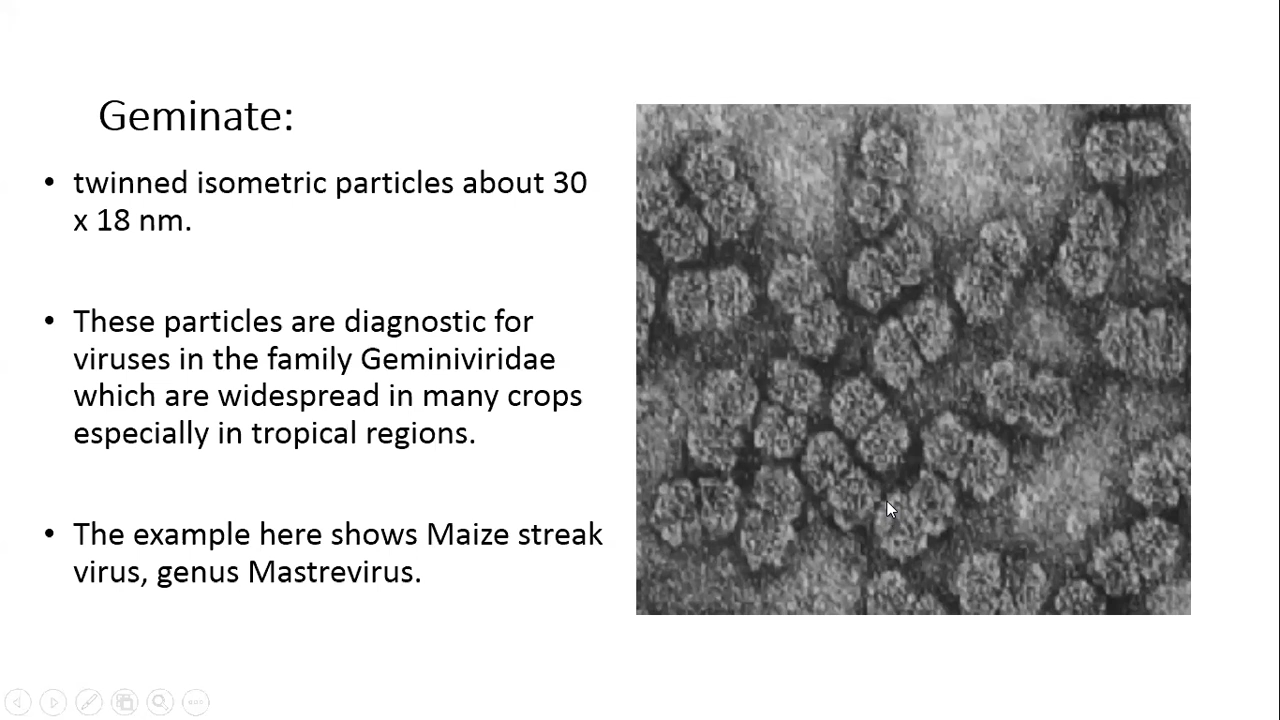 Geminate:
• twinned isometric particles about 30
x 18 nm.
• These particles are diagnostic for
viruses in the family Geminiviridae
which are widespread in many crops
especially in tropical regions.
• The example here shows Maize streak
virus, genus Mastrevirus.